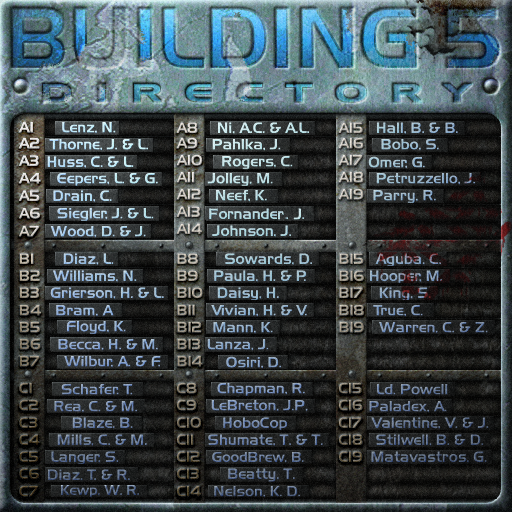 BUILDING 5
DIRECTORY
A1 Lenz, N.
A2 Thorne, J. & L.
A3 Huss, C. & L.
A4 Eepers, L. & G.
A5 Drain, C.
A6 Siegler, J. & L.
A7 Wood, D. & J.
A8 Ni, A.C. & A.L.
A9 Pahlka, J.
A10 Rogers, C.
A11 Jolley, M.
A12 Neef, K.
A13 Fornander, J.
A14 Johnson, J.
A15 Hall, B. & B.
A16 Bobo, S.
A17 Omer, G.
A18 Petruzzello, J.
A19 Parry, R.
B1 Diaz, L.
B2 Williams, N.
B3 Grierson, H. & L.
B4 Bram, A
B5 Floyd, K.
B6 Becca, H. & M.
B7 Wilbur, A & F.
B8 Sowards, D.
B9 Paula, H. & P.
B10 Daisy, H.
B11 Vivian, H. & V.
B12 Mann, K.
B13 Lanza, J.
B14 Osiri, D.
B15 Aguba, C.
B16 Hooper, M.
B17 King, S
B18 True, C.
B19 Warren, C. & Z.
C1 Schafer T.
C2 Rea, C. & M.
C3 Blaze, B.
C4 Mills, C. & M.
C5 Langer, S.
C6 Diaz, T. & R.
C7 Kewp, W. R.
C8 Chapman, R.
C9 LeBreton, J.P.
C10 HoboCop
C11 Shumate, T. & T.
C12 GoodBrew, B.
C13 Beatty, T.
C14 Nelson, K. D.
C15 Ld. Powell
C16 Paladex, A.
C17 Valentine, V. & J.
C18 Stilwell, B. & D.
C19 Matavastros, G.